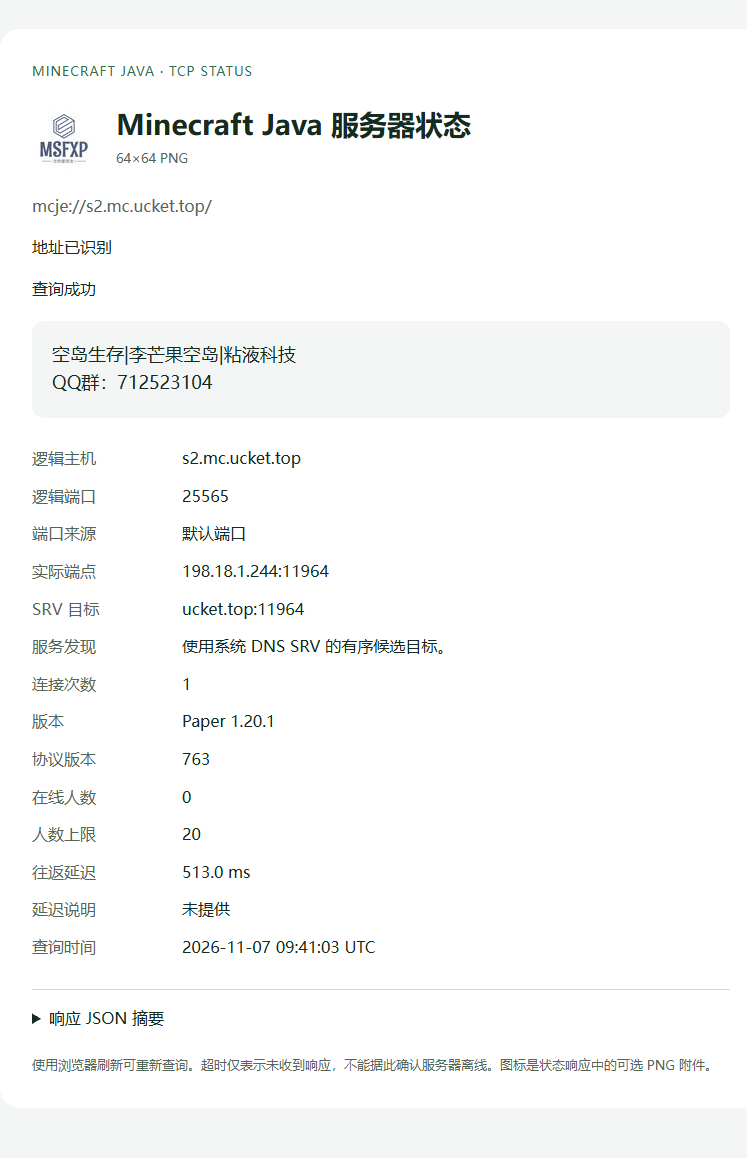 MINECRAFT JAVA · TCP STATUS
MSFXP
Minecraft Java 服务器状态
64×64 PNG
mcje://s2.mc.ucket.top/
地址已识别
查询成功
空岛生存|李芒果空岛|粘液科技
QQ群：712523104
逻辑主机 s2.mc.ucket.top
逻辑端口 25565
端口来源 默认端口
实际端点 198.18.1.244:11964
SRV 目标 ucket.top:11964
服务发现 使用系统 DNS SRV 的有序候选目标。
连接次数 1
版本 Paper 1.20.1
协议版本 763
在线人数 0
人数上限 20
往返延迟 513.0 ms
延迟说明 未提供
查询时间 2026-11-07 09:41:03 UTC
▶ 响应 JSON 摘要
使用浏览器刷新可重新查询。超时仅表示未收到响应，不能据此确认服务器离线。图标是状态响应中的可选 PNG 附件。